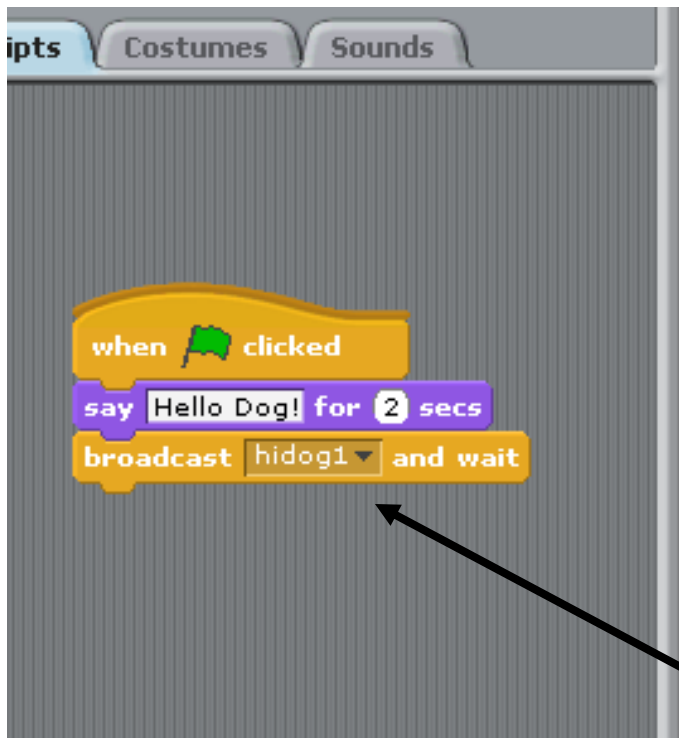 ipts Costumes Sounds
when clicked
say Hello Dog! for 2 secs
broadcast hidog1 and wait